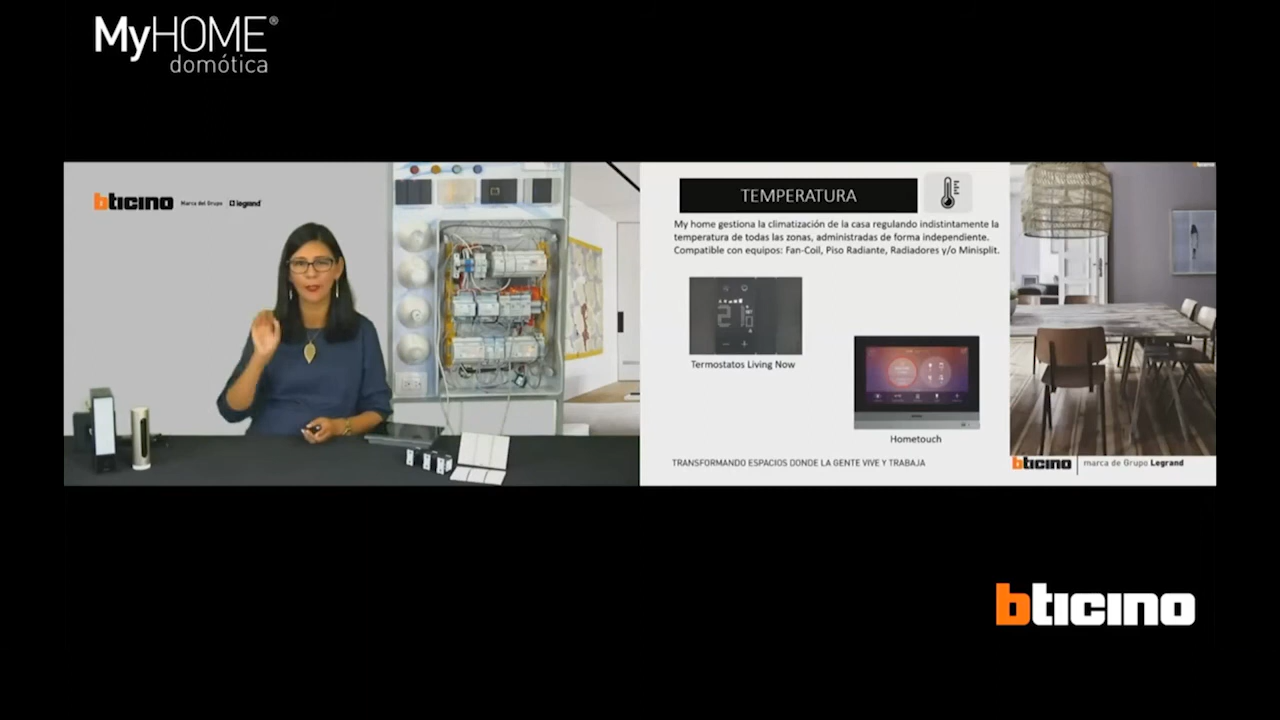 MyHOME®
domótica
bticino Marca del Grupo legrand
TEMPERATURA
My home gestiona la climatización de la casa regulando indistintamente la
temperatura de todas las zonas, administradas de forma independiente.
Compatible con equipos: Fan-Coil, Piso Radiante, Radiadores y/o Minisplit.
21
Termostatos Living Now
Hometouch
TRANSFORMANDO ESPACIOS DONDE LA GENTE VIVE Y TRABAJA
bticino marca de Grupo Legrand
bticino